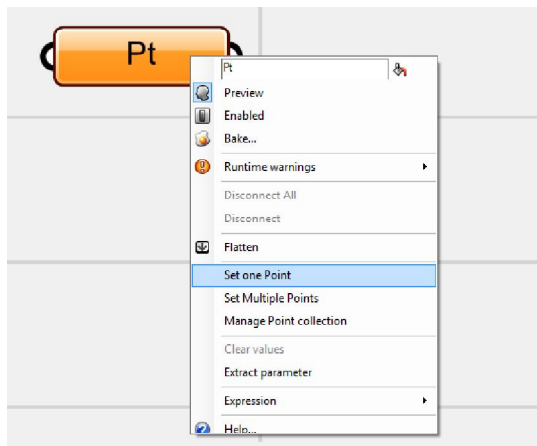 Pt
Pt
Preview
Enabled
Bake...
Runtime warnings
Disconnect All
Disconnect
Flatten
Set one Point
Set Multiple Points
Manage Point collection
Clear values
Extract parameter
Expression
Help...